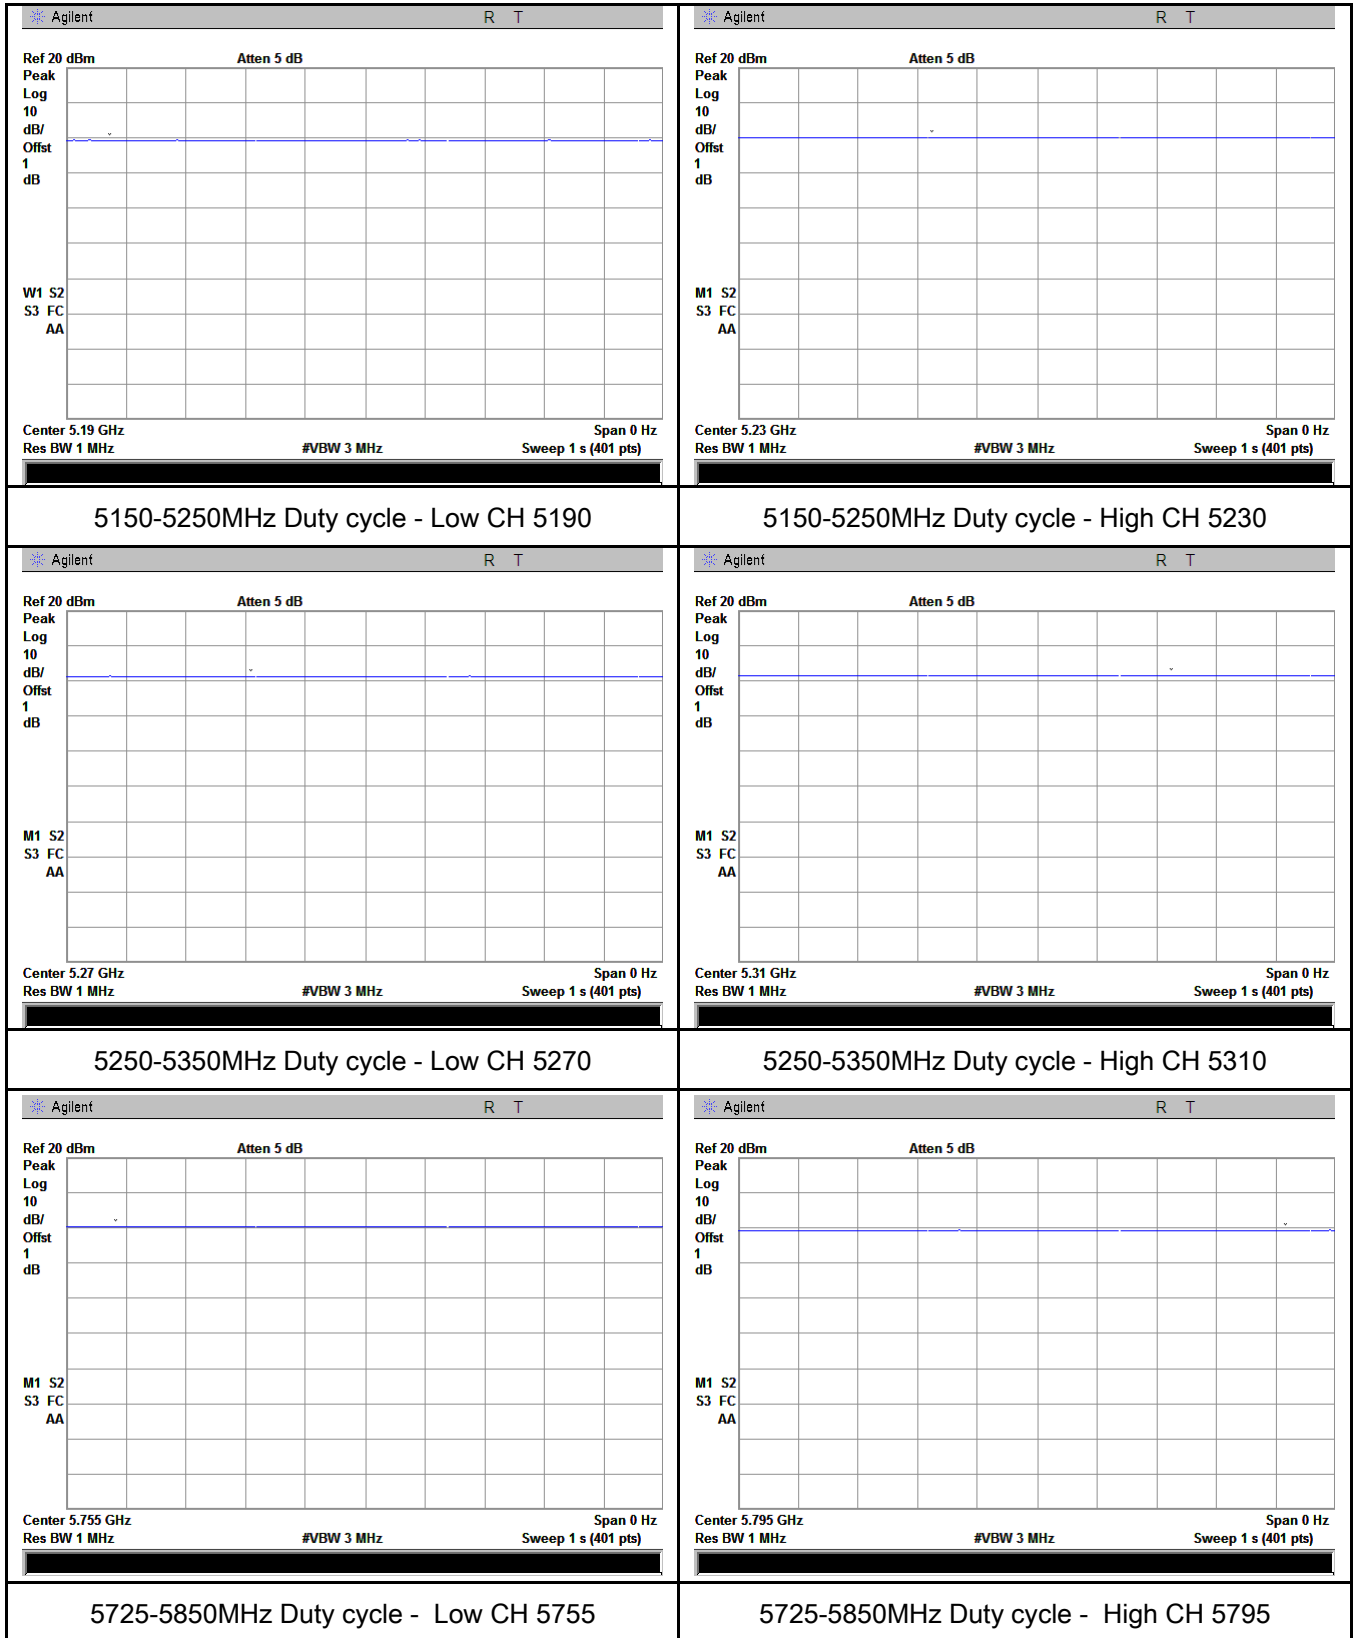 Agilent R T
Ref 20 dBm Atten 5 dB
Peak
Log
10
dB/
Offst
1
dB
W1 S2
S3 FC
AA
Center 5.19 GHz Span 0 Hz
Res BW 1 MHz #VBW 3 MHz Sweep 1 s (401 pts)
5150-5250MHz Duty cycle - Low CH 5190
Agilent R T
Ref 20 dBm Atten 5 dB
Peak
Log
10
dB/
Offst
1
dB
M1 S2
S3 FC
AA
Center 5.23 GHz Span 0 Hz
Res BW 1 MHz #VBW 3 MHz Sweep 1 s (401 pts)
5150-5250MHz Duty cycle - High CH 5230
Agilent R T
Ref 20 dBm Atten 5 dB
Peak
Log
10
dB/
Offst
1
dB
M1 S2
S3 FC
AA
Center 5.27 GHz Span 0 Hz
Res BW 1 MHz #VBW 3 MHz Sweep 1 s (401 pts)
5250-5350MHz Duty cycle - Low CH 5270
Agilent R T
Ref 20 dBm Atten 5 dB
Peak
Log
10
dB/
Offst
1
dB
M1 S2
S3 FC
AA
Center 5.31 GHz Span 0 Hz
Res BW 1 MHz #VBW 3 MHz Sweep 1 s (401 pts)
5250-5350MHz Duty cycle - High CH 5310
Agilent R T
Ref 20 dBm Atten 5 dB
Peak
Log
10
dB/
Offst
1
dB
M1 S2
S3 FC
AA
Center 5.755 GHz Span 0 Hz
Res BW 1 MHz #VBW 3 MHz Sweep 1 s (401 pts)
5725-5850MHz Duty cycle - Low CH 5755
Agilent R T
Ref 20 dBm Atten 5 dB
Peak
Log
10
dB/
Offst
1
dB
M1 S2
S3 FC
AA
Center 5.795 GHz Span 0 Hz
Res BW 1 MHz #VBW 3 MHz Sweep 1 s (401 pts)
5725-5850MHz Duty cycle - High CH 5795